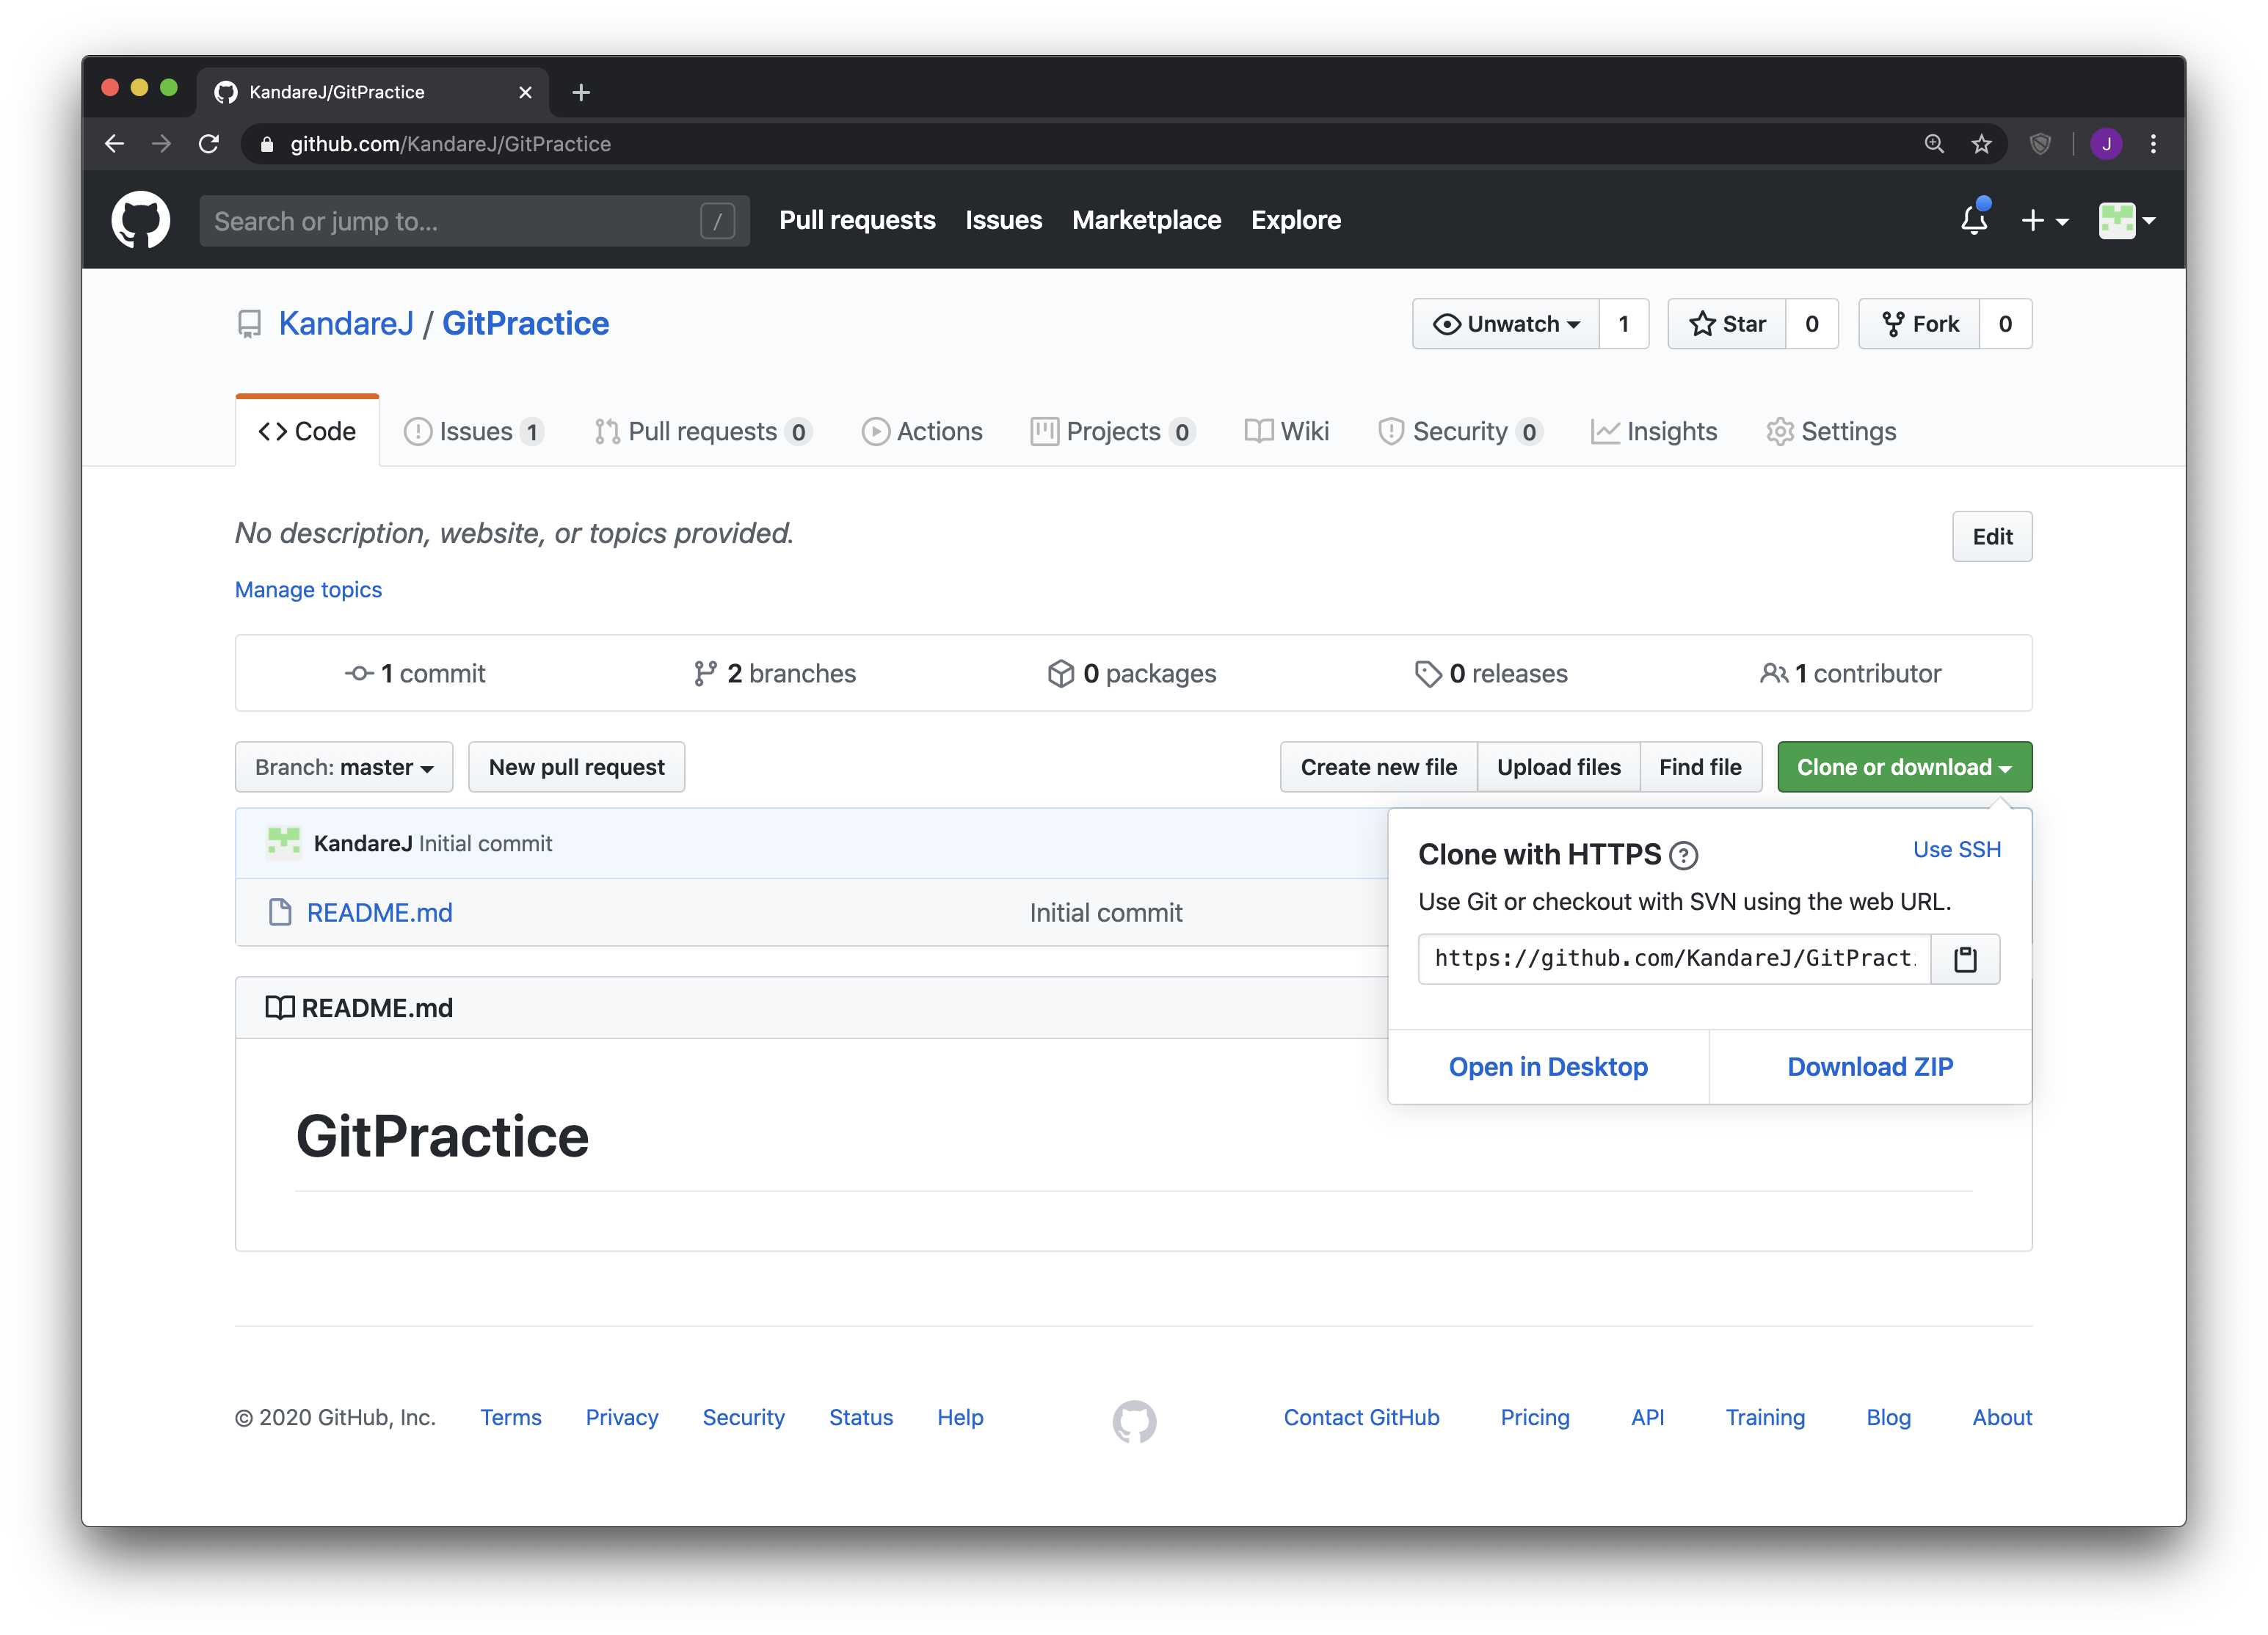 KandareJ/GitPractice
github.com/KandareJ/GitPractice
J
Search or jump to...
/
Pull requests
Issues
Marketplace
Explore
KandareJ / GitPractice
Unwatch 1
Star 0
Fork 0
Code
Issues 1
Pull requests 0
Actions
Projects 0
Wiki
Security 0
Insights
Settings
No description, website, or topics provided.
Edit
Manage topics
1 commit
2 branches
0 packages
0 releases
1 contributor
Branch: master
New pull request
Create new file
Upload files
Find file
Clone or download
KandareJ Initial commit
README.md
Initial commit
Clone with HTTPS
Use SSH
Use Git or checkout with SVN using the web URL.
https://github.com/KandareJ/GitPract
Open in Desktop
Download ZIP
README.md
GitPractice
© 2020 GitHub, Inc.
Terms
Privacy
Security
Status
Help
Contact GitHub
Pricing
API
Training
Blog
About